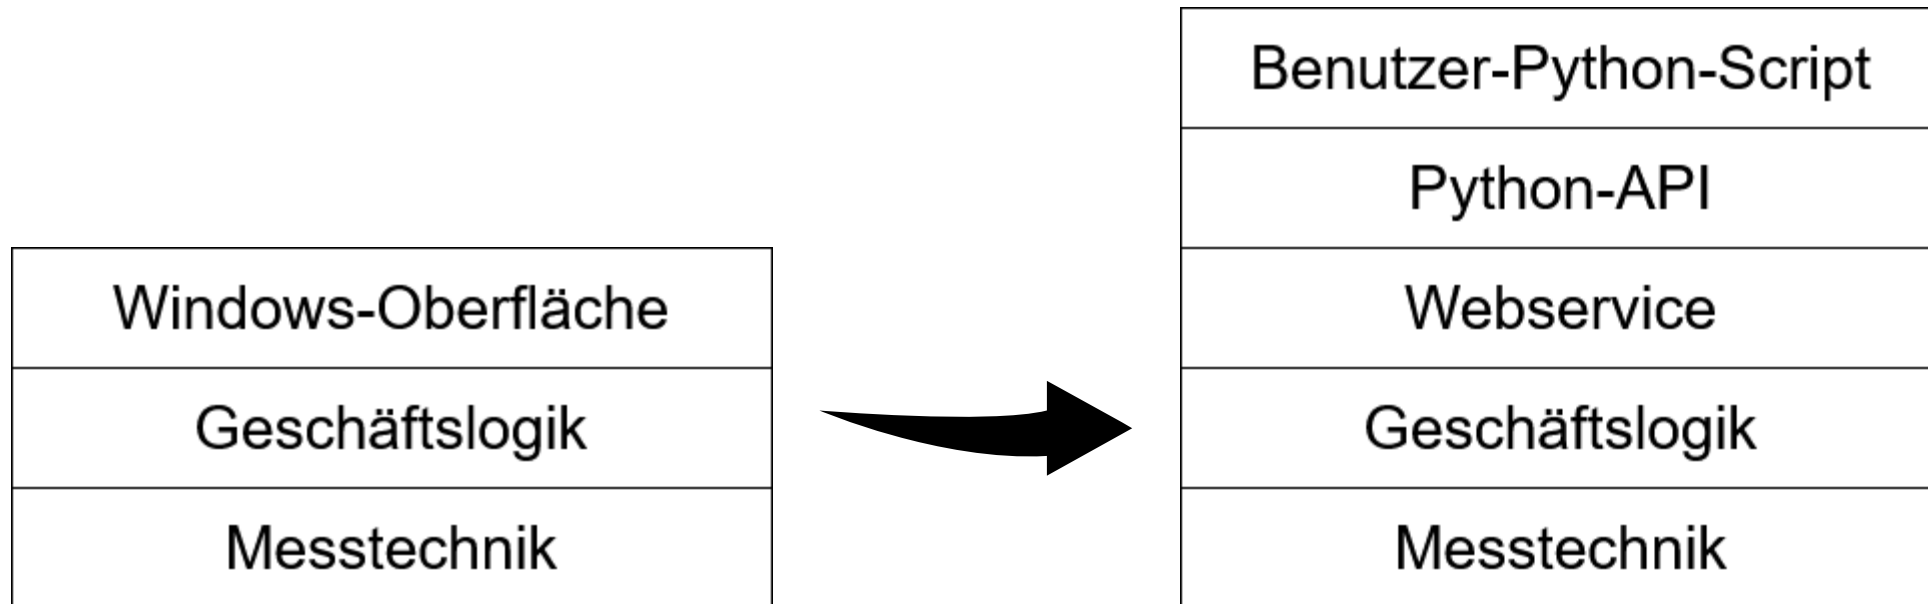 Windows-Oberfläche
Geschäftslogik
Messtechnik
Benutzer-Python-Script
Python-API
Webservice
Geschäftslogik
Messtechnik